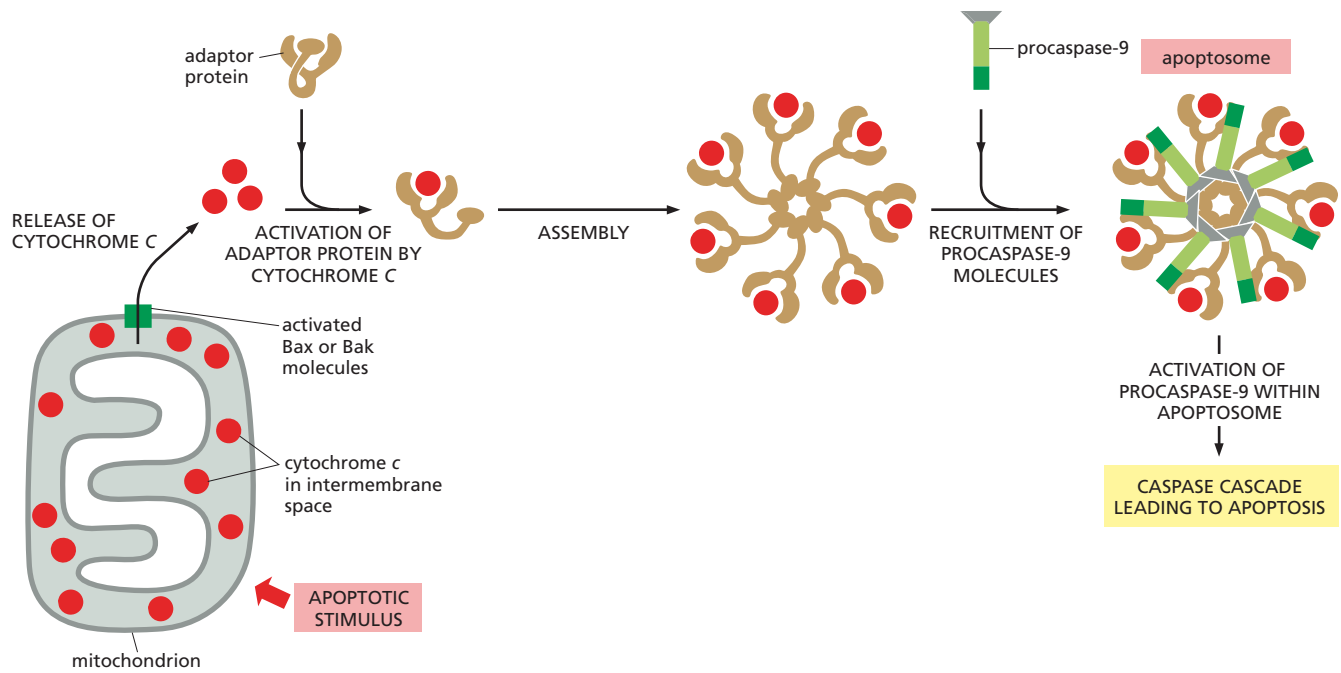 adaptor
protein
procaspase-9
apoptosome
RELEASE OF
CYTOCHROME C
ACTIVATION OF
ADAPTOR PROTEIN BY
CYTOCHROME C
ASSEMBLY
RECRUITMENT OF
PROCASPASE-9
MOLECULES
activated
Bax or Bak
molecules
ACTIVATION OF
PROCASPASE-9 WITHIN
APOPTOSOME
cytochrome c
in intermembrane
space
CASPASE CASCADE
LEADING TO APOPTOSIS
APOPTOTIC
STIMULUS
mitochondrion